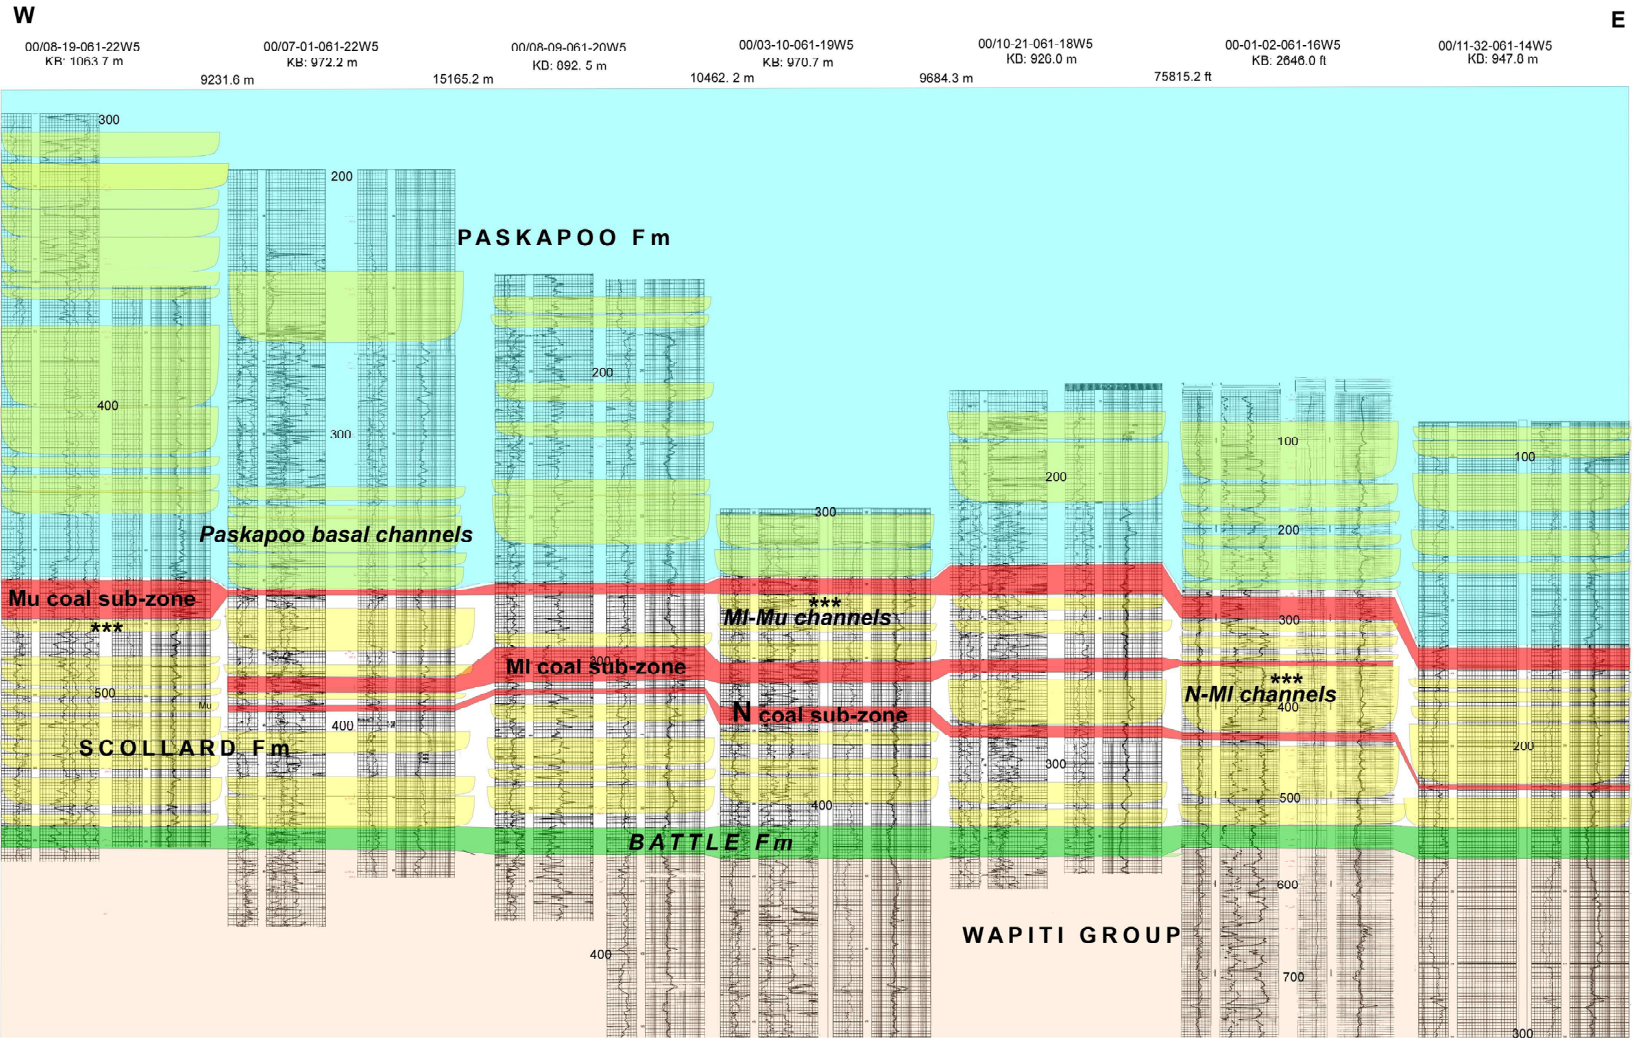 W
E
00/08-19-061-22W5
KB: 1063.7 m
00/07-01-061-22W5
KB: 972.2 m
00/08-09-061-20W5
KB: 892.5 m
00/03-10-061-19W5
KB: 970.7 m
00/10-21-061-18W5
KB: 920.0 m
00-01-02-061-16W5
KB: 2646.0 ft
00/11-32-061-14W5
KB: 947.0 m
9231.6 m
15165.2 m
10462. 2 m
9684.3 m
75815.2 ft
300
200
PASKAPOO Fm
200
400
300
100
100
200
300
200
Paskapoo basal channels
Mu coal sub-zone
***
***
Ml-Mu channels
300
Ml coal sub-zone
300
500
Mu
***
N-Ml channels
400
N coal sub-zone
400
SCOLLARD Fm
200
300
400
500
BATTLE Fm
600
WAPITI GROUP
400
700
300